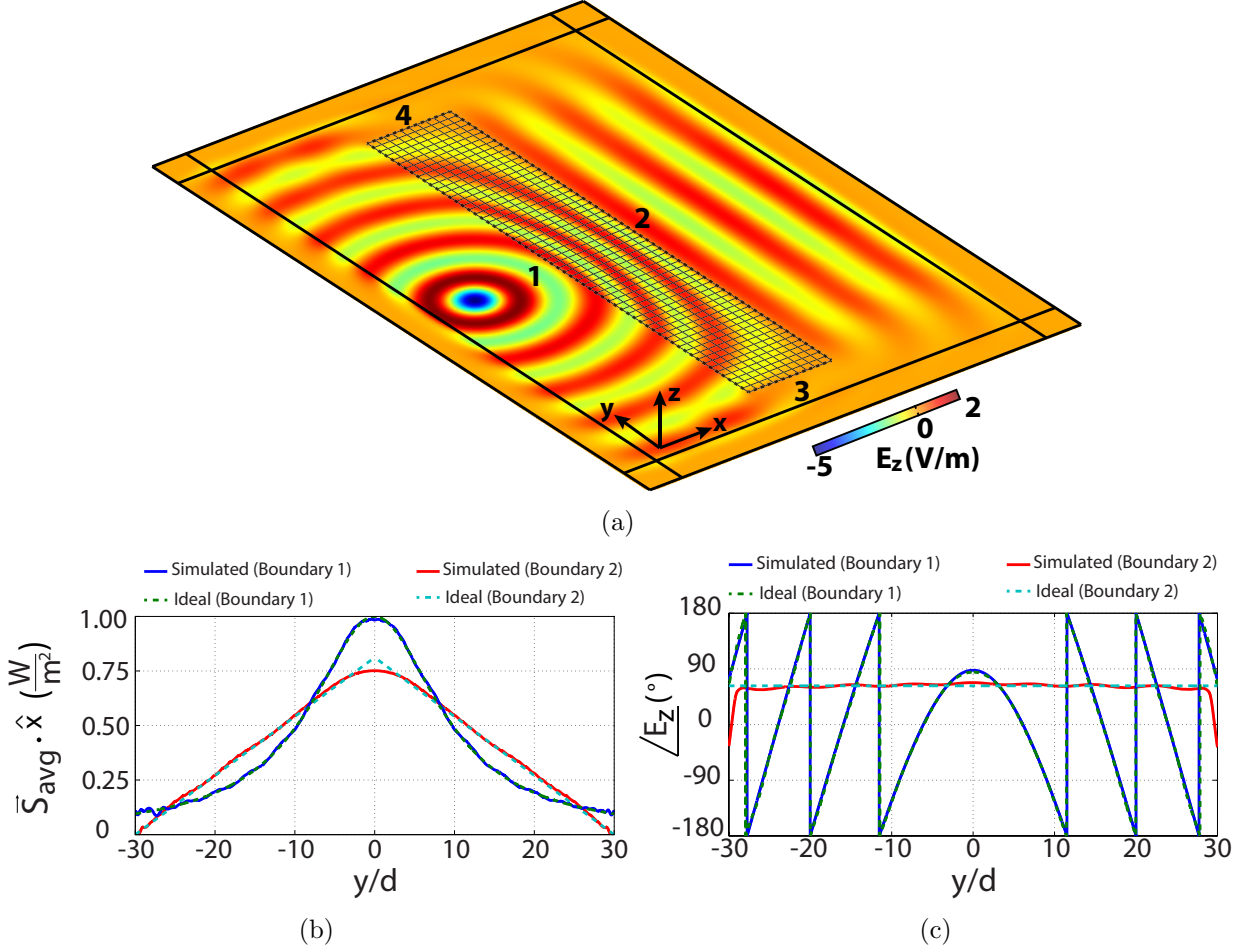 4
2
1
3
y
z
x
-5
0
2
E_z (V/m)
(a)
Simulated (Boundary 1)
Simulated (Boundary 2)
Ideal (Boundary 1)
Ideal (Boundary 2)
1.00
0.75
0.50
0.25
0
S̄avg . x̂ (W/m²)
-30
-20
-10
0
10
20
30
y/d
(b)
Simulated (Boundary 1)
Simulated (Boundary 2)
Ideal (Boundary 1)
Ideal (Boundary 2)
180
90
0
-90
-180
∠E_z (°)
-30
-20
-10
0
10
20
30
y/d
(c)